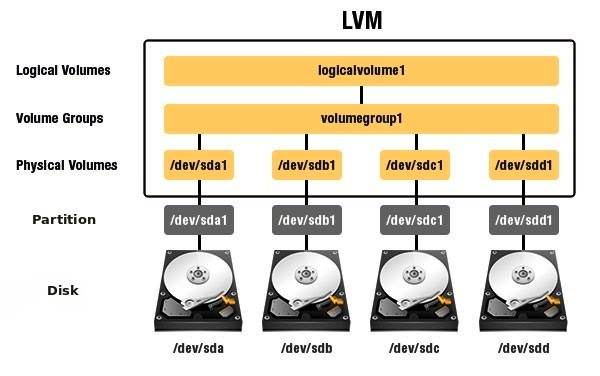 LVM
Logical Volumes
logicalvolume1
Volume Groups
volumegroup1
Physical Volumes
/dev/sda1
/dev/sdb1
/dev/sdc1
/dev/sdd1
Partition
/dev/sda1
/dev/sdb1
/dev/sdc1
/dev/sdd1
Disk
/dev/sda
/dev/sdb
/dev/sdc
/dev/sdd